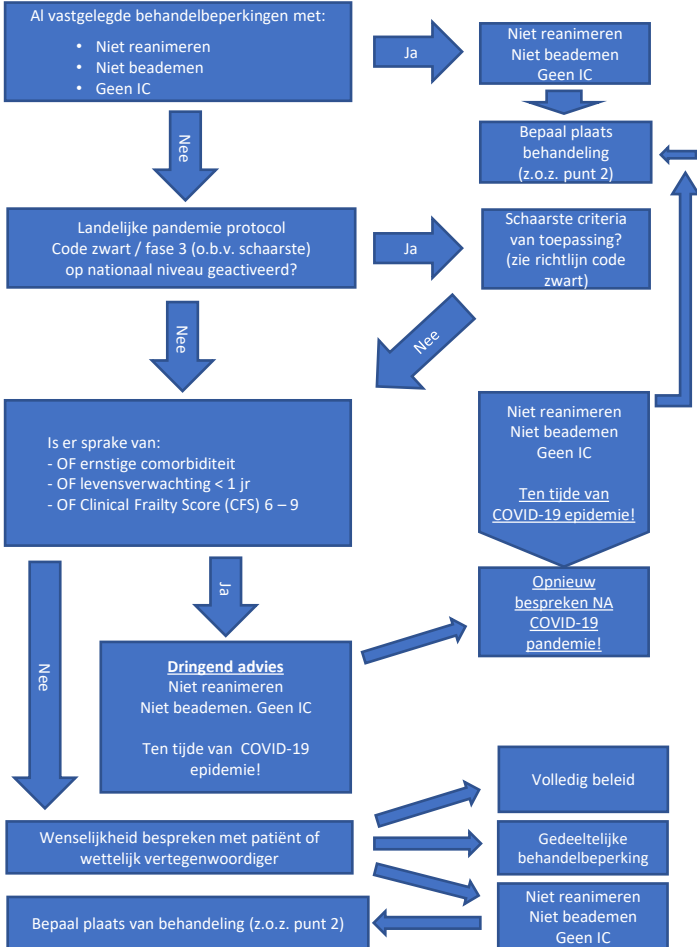 Al vastgelegde behandelbeperkingen met:
• Niet reanimeren
• Niet beademen
• Geen IC
Ja
Niet reanimeren
Niet beademen
Geen IC
Nee
Bepaal plaats
behandeling
(z.o.z. punt 2)
Landelijke pandemie protocol
Code zwart / fase 3 (o.b.v. schaarste)
op nationaal niveau geactiveerd?
Ja
Schaarste criteria
van toepassing?
(zie richtlijn code
zwart)
Nee
Nee
Is er sprake van:
- OF ernstige comorbiditeit
- OF levensverwachting < 1 jr
- OF Clinical Frailty Score (CFS) 6 – 9
Niet reanimeren
Niet beademen
Geen IC
Ten tijde van
COVID-19 epidemie!
Ja
Nee
Opnieuw
bespreken NA
COVID-19
pandemie!
Dringend advies
Niet reanimeren
Niet beademen. Geen IC
Ten tijde van COVID-19
epidemie!
Wenselijkheid bespreken met patiënt of
wettelijk vertegenwoordiger
Volledig beleid
Gedeeltelijke
behandelbeperking
Niet reanimeren
Niet beademen
Geen IC
Bepaal plaats van behandeling (z.o.z. punt 2)